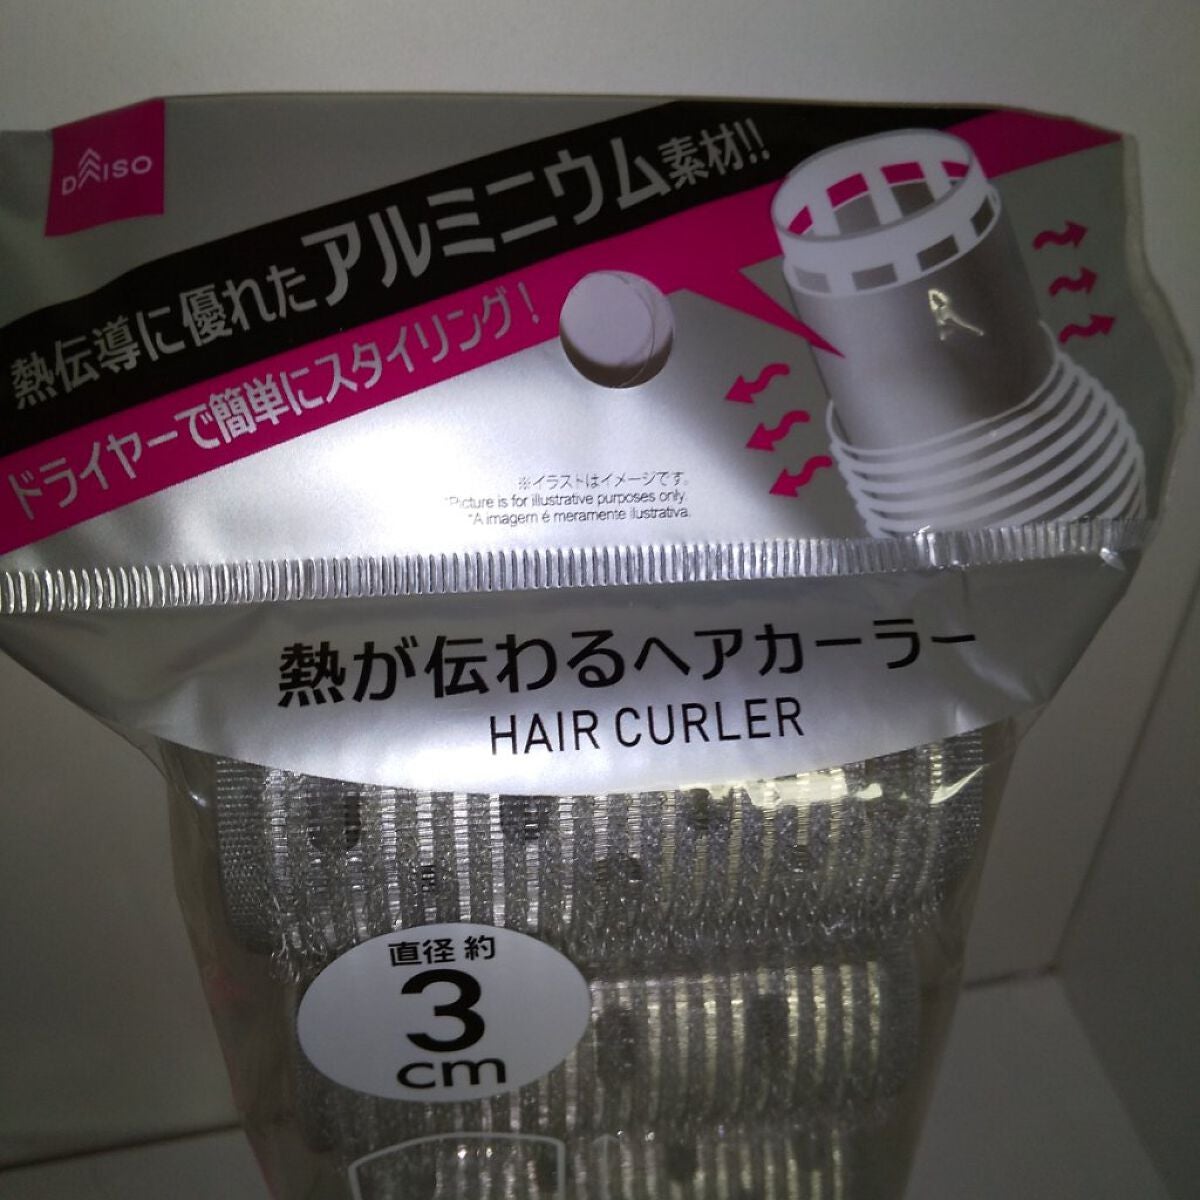 DAISO
熱伝導に優れたアルミニウム素材!!
ドライヤーで簡単にスタイリング!
※イラストはイメージです。
*Picture is for illustrative purposes only.
*A imagem é meramente ilustrativa.
熱が伝わるヘアカーラー
HAIR CURLER
直径 約
3
cm